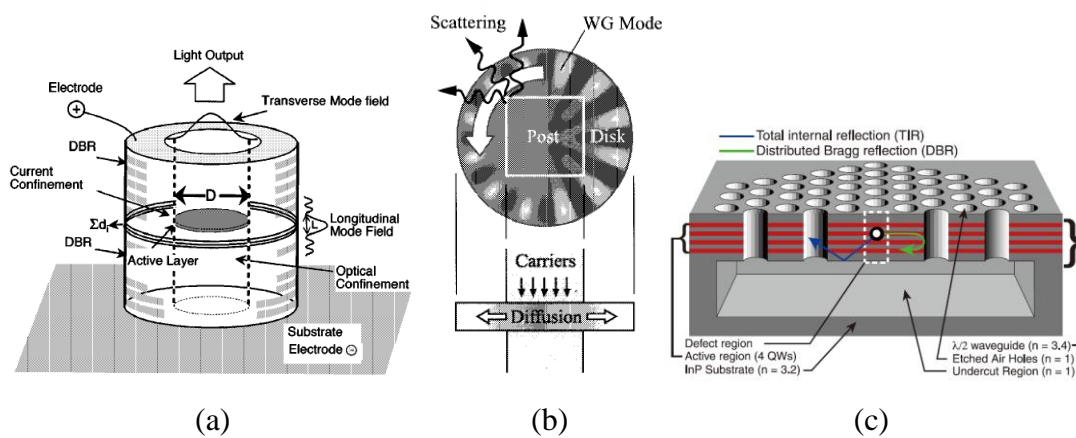 (a)
Light Output
Electrode
+
Transverse Mode field
DBR
Current
Confinement
D
Σdᵢ
L
Longitudinal
Mode Field
DBR
Active Layer
Optical
Confinement
Substrate
Electrode ⊖
(b)
Scattering
WG Mode
Post
Disk
Carriers
Diffusion
(c)
Total internal reflection (TIR)
Distributed Bragg reflection (DBR)
Defect region
Active region (4 QWs)
InP Substrate (n = 3.2)
λ/2 waveguide (n = 3.4)
Etched Air Holes (n = 1)
Undercut Region (n = 1)